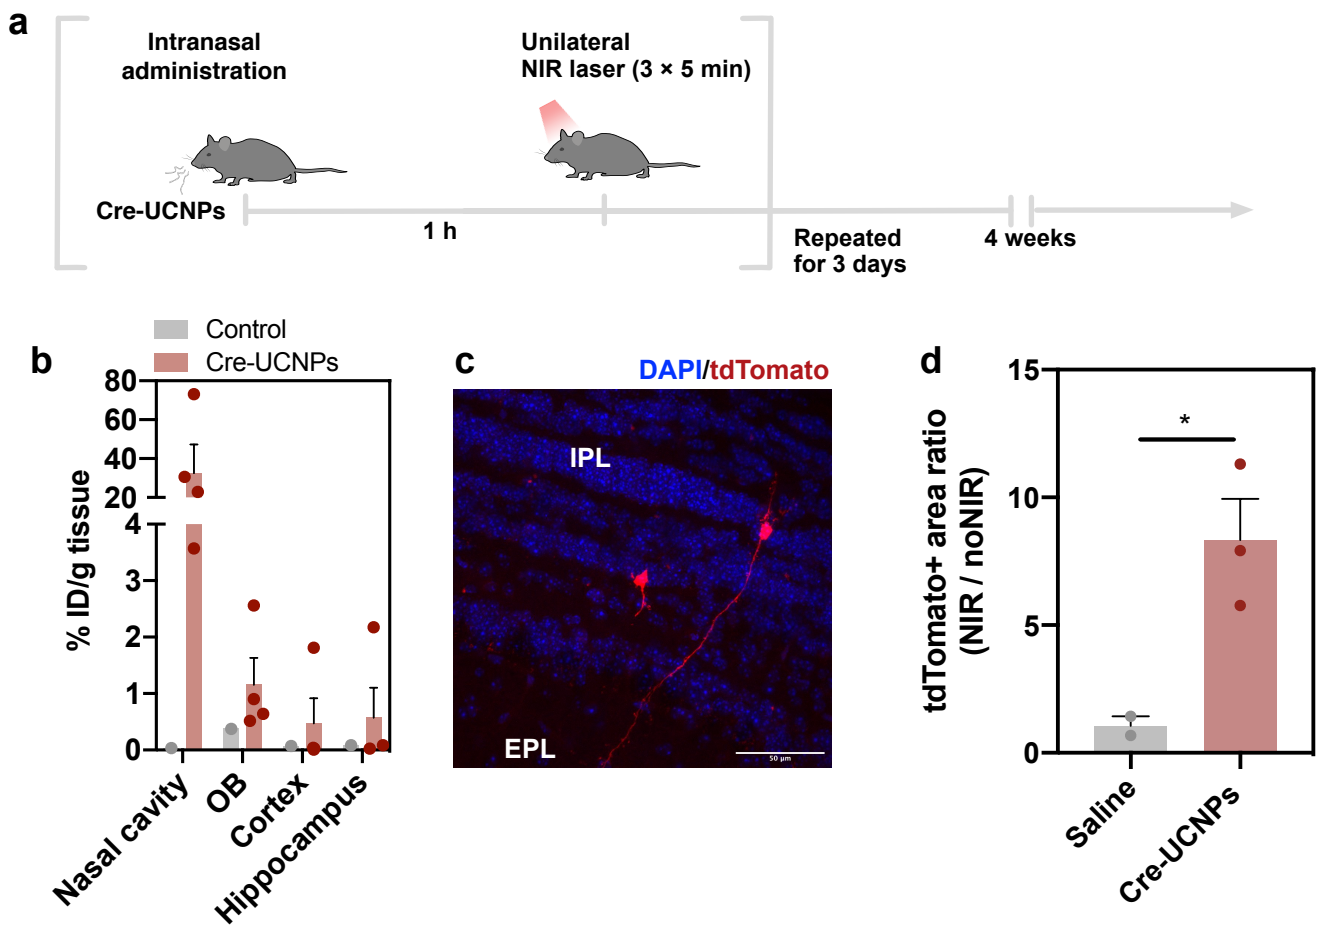 a
Intranasal
administration
Unilateral
NIR laser (3 × 5 min)
Cre-UCNPs
1 h
Repeated
for 3 days
4 weeks
b
Control
Cre-UCNPs
% ID/g tissue
80
60
40
20
4
3
2
1
0
Nasal cavity
OB
Cortex
Hippocampus
c
DAPI/tdTomato
IPL
EPL
50 μm
d
tdTomato+ area ratio
(NIR / noNIR)
15
10
5
0
*
Saline
Cre-UCNPs